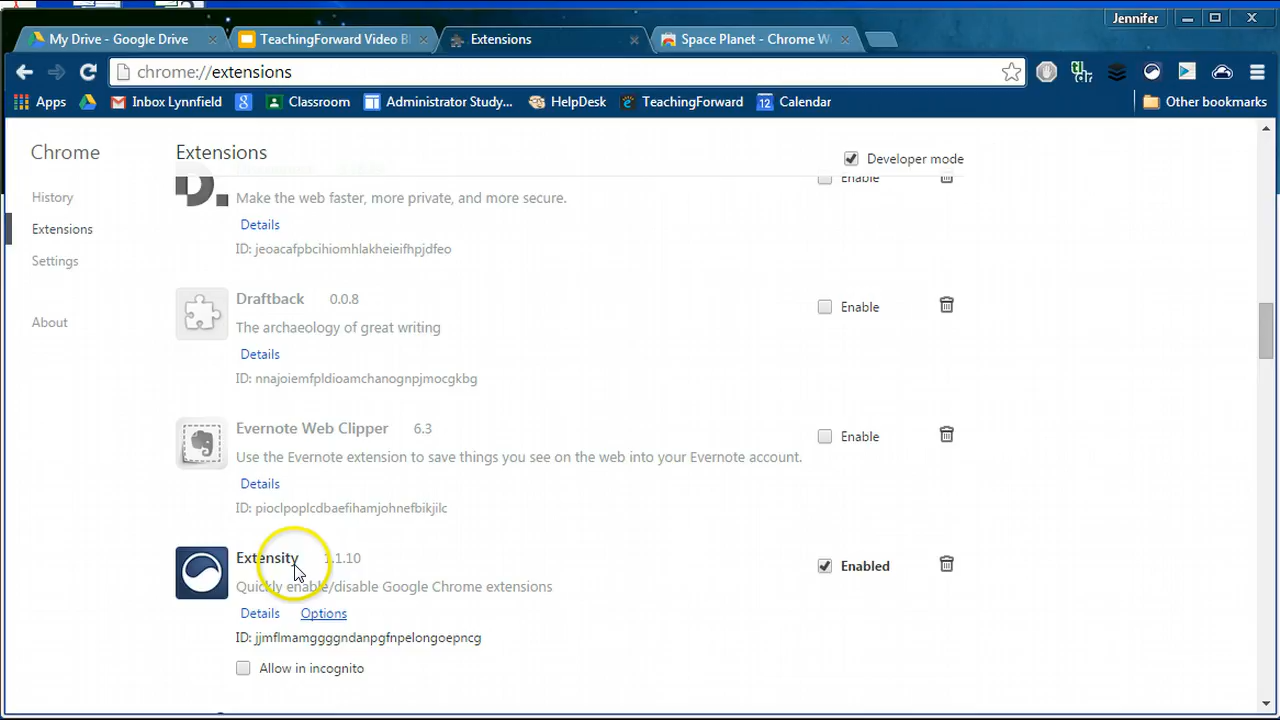 Jennifer
My Drive - Google Drive
TeachingForward Video Bl
Extensions
Space Planet - Chrome W
chrome://extensions
Apps
Inbox Lynnfield
Classroom
Administrator Study...
HelpDesk
TeachingForward
12 Calendar
Other bookmarks
Chrome
Extensions
Developer mode
History
Extensions
Settings
About
Enable
Make the web faster, more private, and more secure.
Details
ID: jeoacafpbcihiomhlakheieifhpjdfeo
Draftback 0.0.8
Enable
The archaeology of great writing
Details
ID: nnajoiemfpldioamchanognpjmocgkbg
Evernote Web Clipper 6.3
Enable
Use the Evernote extension to save things you see on the web into your Evernote account.
Details
ID: pioclpoplcdbaefihamjohnefbikjilc
Extensity 1.1.10
Enabled
Quickly enable/disable Google Chrome extensions
Details Options
ID: jjmflmamggggndanpgfnpelongoepncg
Allow in incognito